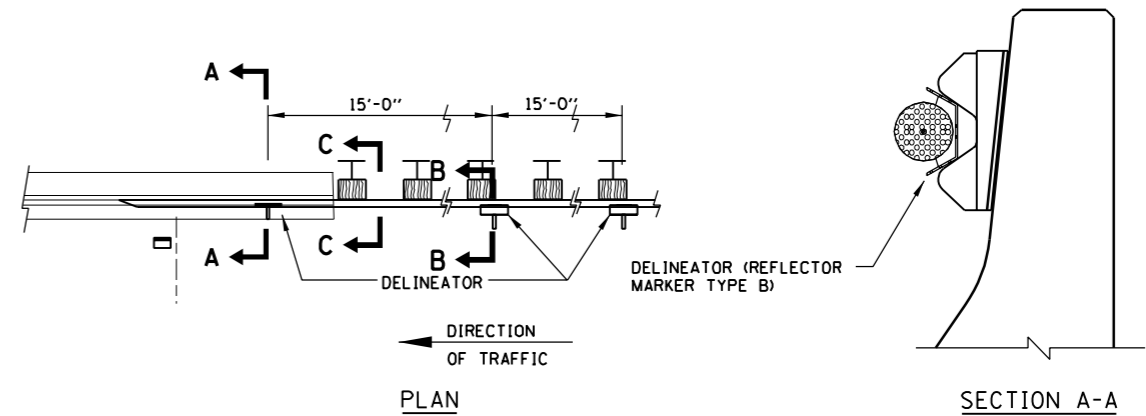 A
15'-0"
15'-0"
C
B
A
C
B
DELINEATOR
DELINEATOR (REFLECTOR
MARKER TYPE B)
DIRECTION
OF TRAFFIC
PLAN
SECTION A-A